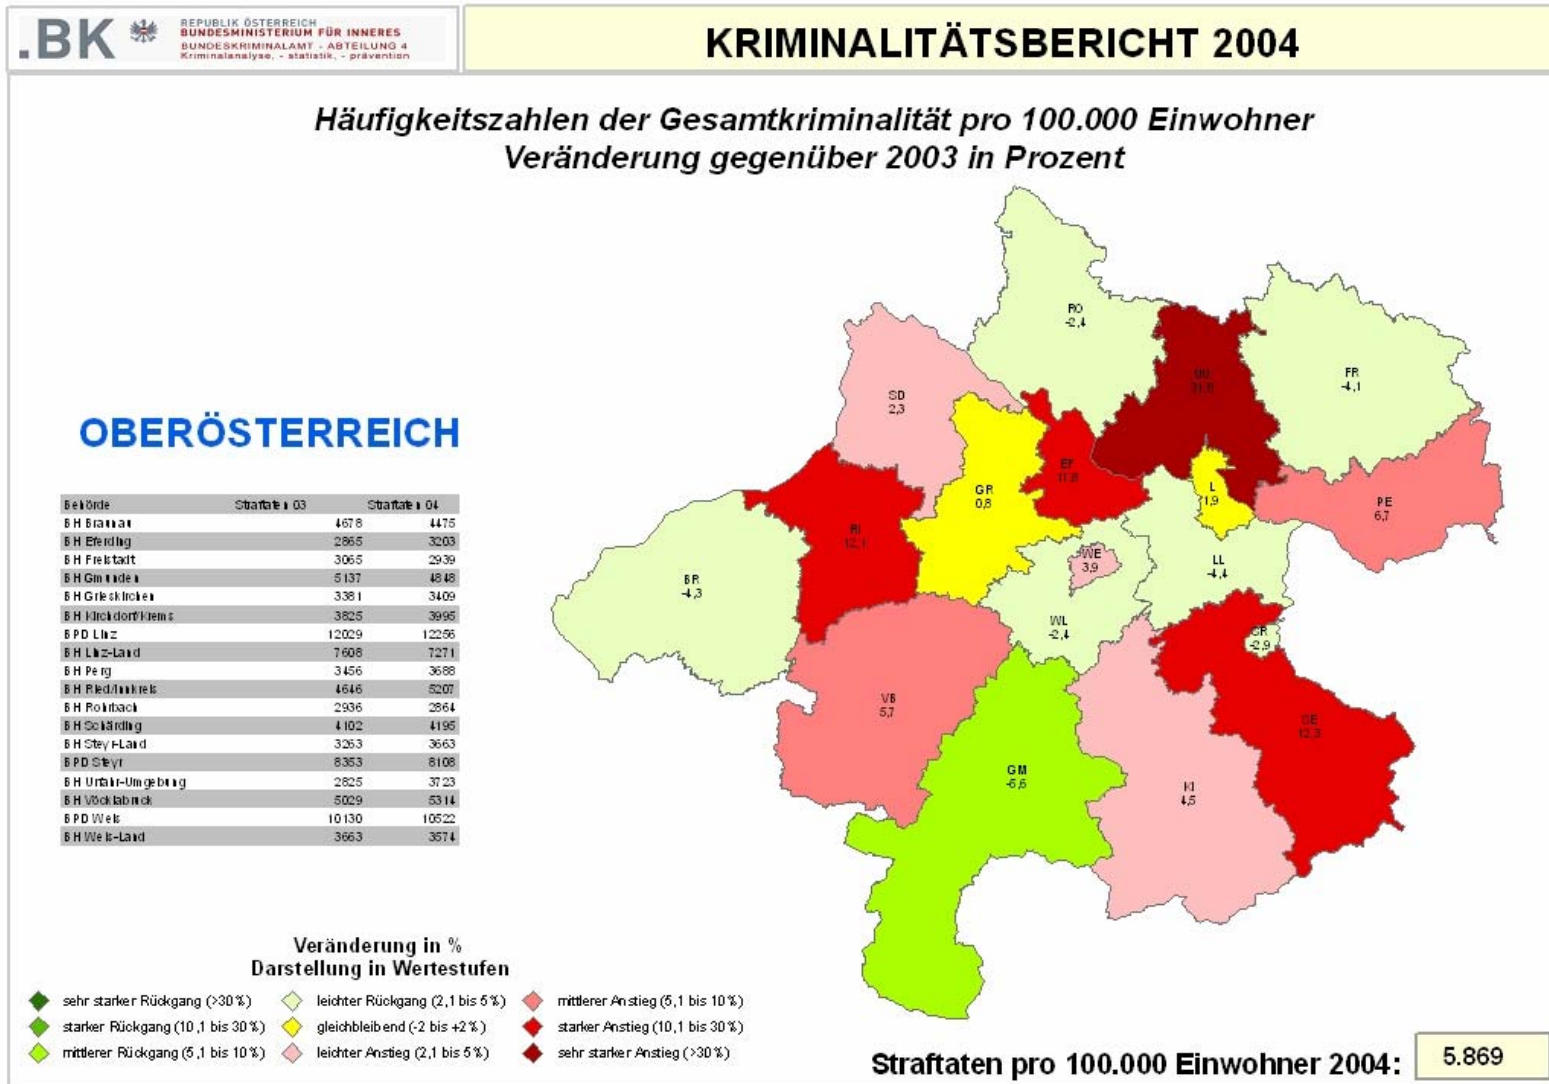 .BK
REPUBLIK ÖSTERREICH
BUNDESMINISTERIUM FÜR INNERES
BUNDESKRIMINALAMT - ABTEILUNG 4
Kriminalanalyse, - statistik, - prävention
KRIMINALITÄTSBERICHT 2004
Häufigkeitszahlen der Gesamtkriminalität pro 100.000 Einwohner
Veränderung gegenüber 2003 in Prozent
OBERÖSTERREICH
Behörde Straftaten 03 Straftaten 04
BH Braunau 4678 4475
BH Eferding 2865 3203
BH Freistadt 3065 2939
BH Gmunden 5137 4848
BH Grieskirchen 3381 3409
BH Kirchdorf/Krems 3825 3995
BPD Linz 12029 12256
BH Linz-Land 7608 7271
BH Perg 3456 3688
BH Ried/Innkreis 4646 5207
BH Rohrbach 2936 2864
BH Schärding 4102 4195
BH Steyr-Land 3263 3663
BPD Steyr 8353 8108
BH Urfahr-Umgebung 2825 3723
BH Vöcklabruck 5029 5314
BPD Wels 10130 10522
BH Wels-Land 3663 3574
RO
-2,4
UU
31,8
FR
-4,1
SD
2,3
EF
11,8
GR
0,8
L
1,9
PE
6,7
RI
12,1
WE
3,9
LL
-4,4
BR
-4,3
WL
-2,4
SR
-2,9
VB
5,7
SE
12,3
GM
-5,6
KI
4,5
Veränderung in %
Darstellung in Wertestufen
sehr starker Rückgang (>30%)
starker Rückgang (10,1 bis 30%)
mittlerer Rückgang (5,1 bis 10%)
leichter Rückgang (2,1 bis 5%)
gleichbleibend (-2 bis +2%)
leichter Anstieg (2,1 bis 5%)
mittlerer Anstieg (5,1 bis 10%)
starker Anstieg (10,1 bis 30%)
sehr starker Anstieg (>30%)
Straftaten pro 100.000 Einwohner 2004: 5.869